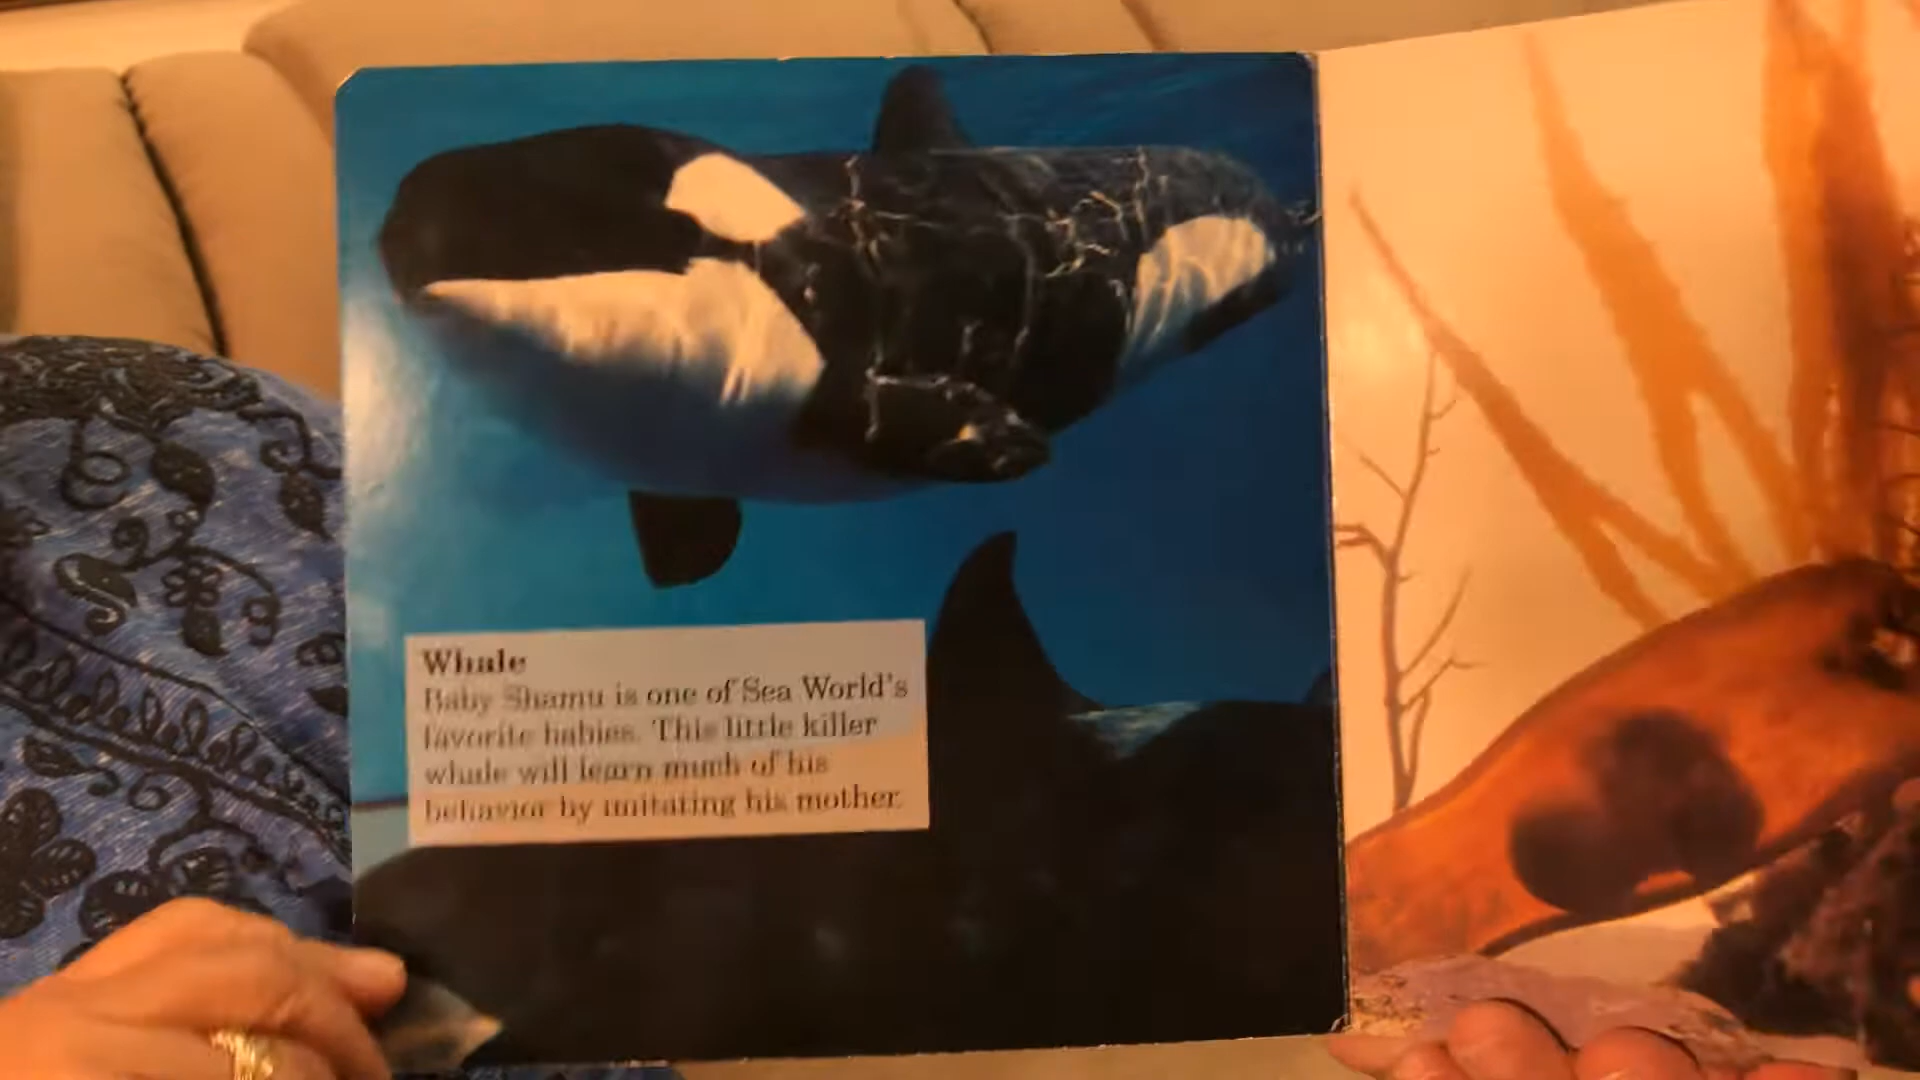 Whale
Baby Shamu is one of Sea World's
favorite babies. This little killer
whale will learn much of his
behavior by imitating his mother.